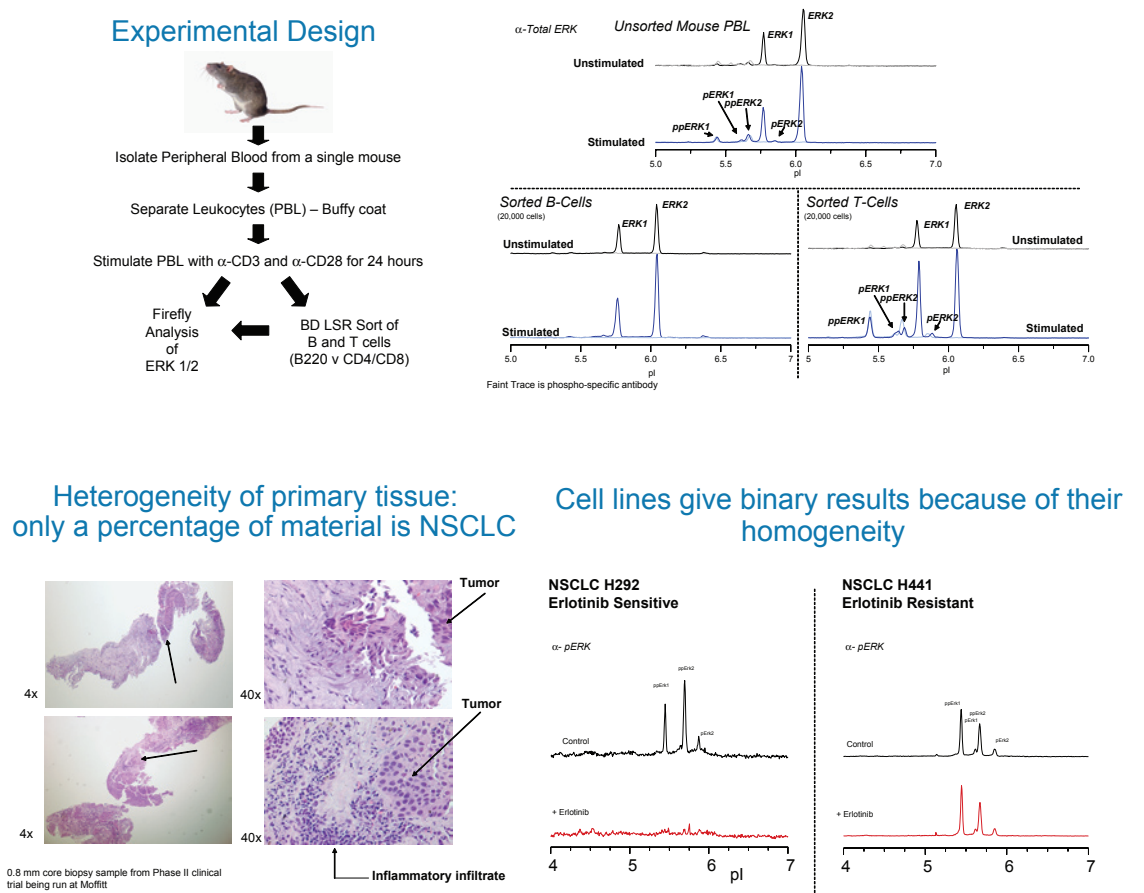 Experimental Design
Isolate Peripheral Blood from a single mouse
Separate Leukocytes (PBL) – Buffy coat
Stimulate PBL with α-CD3 and α-CD28 for 24 hours
Firefly
Analysis
of
ERK 1/2
BD LSR Sort of
B and T cells
(B220 v CD4/CD8)
α-Total ERK
Unsorted Mouse PBL
ERK2
ERK1
Unstimulated
pERK1
ppERK2
ppERK1
pERK2
Stimulated
5.0 5.5 6.0 6.5 7.0
pI
Sorted B-Cells
(20,000 cells)
ERK2
ERK1
Unstimulated
Stimulated
5.0 5.5 6.0 6.5 7
pI
Sorted T-Cells
(20,000 cells)
ERK2
ERK1
Unstimulated
pERK1
ppERK2
ppERK1
pERK2
Stimulated
5.5 6.0 6.5 7.0
pI
Faint Trace is phospho-specific antibody
Heterogeneity of primary tissue:
only a percentage of material is NSCLC
Tumor
4x
40x
Tumor
4x
40x
Inflammatory infiltrate
0.8 mm core biopsy sample from Phase II clinical
trial being run at Moffitt
Cell lines give binary results because of their
homogeneity
NSCLC H292
Erlotinib Sensitive
α- pERK
ppErk2
ppErk1
pErk2
Control
+ Erlotinib
4 5 6 7
pI
NSCLC H441
Erlotinib Resistant
α- pERK
ppErk1
ppErk2
pErk1
pErk2
Control
+ Erlotinib
4 5 6 7